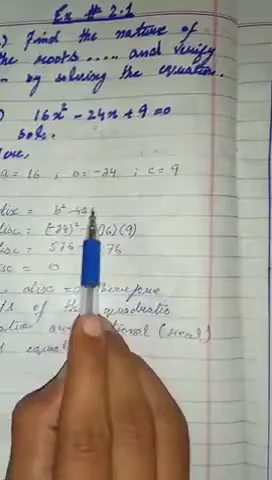 Ex # 2.1
) Find the nature of
the roots ..... and verify
by solving the equation.
) 16x² - 24x + 9 = 0
Sol:
a = 16 , b = -24 ; c = 9
disc = b² - 4ac
disc = (-24)² - (16)(9)
disc = 576 - 576
disc = 0
disc = 0 therefore
of the quadratic
are rational (real)
equal